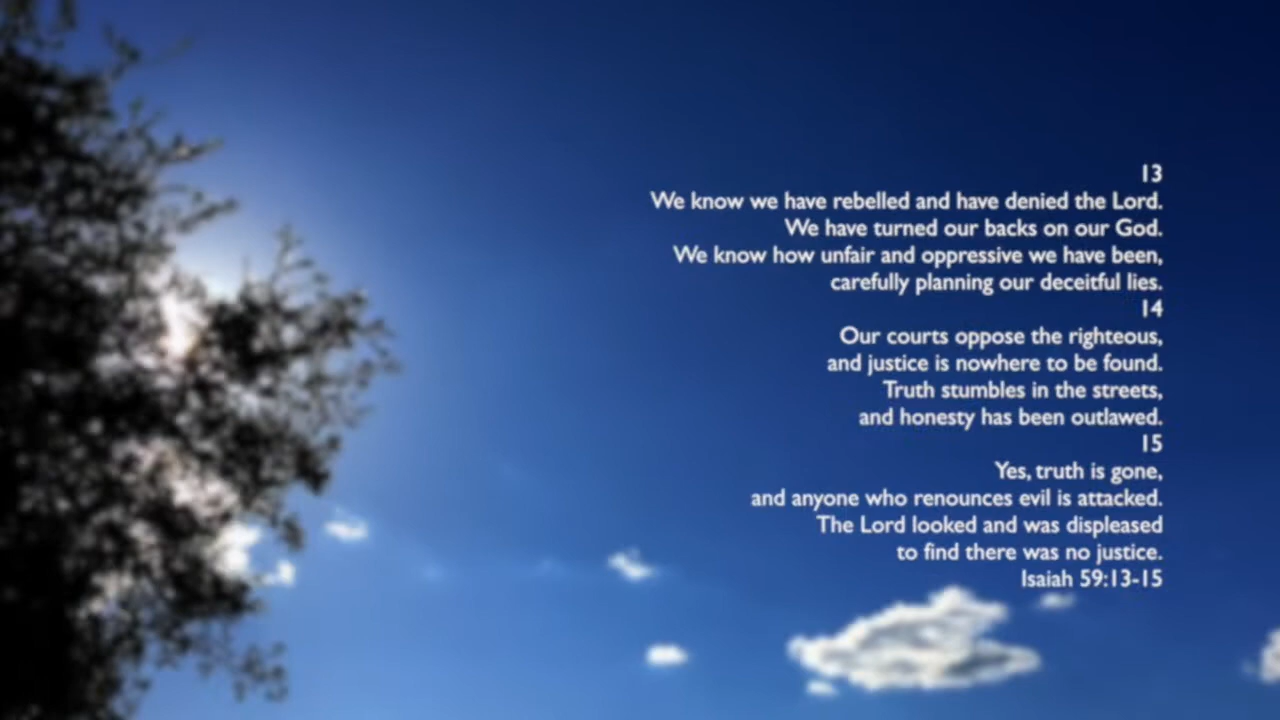 13
We know we have rebelled and have denied the Lord.
We have turned our backs on our God.
We know how unfair and oppressive we have been,
carefully planning our deceitful lies.
14
Our courts oppose the righteous,
and justice is nowhere to be found.
Truth stumbles in the streets,
and honesty has been outlawed.
15
Yes, truth is gone,
and anyone who renounces evil is attacked.
The Lord looked and was displeased
to find there was no justice.
Isaiah 59:13-15